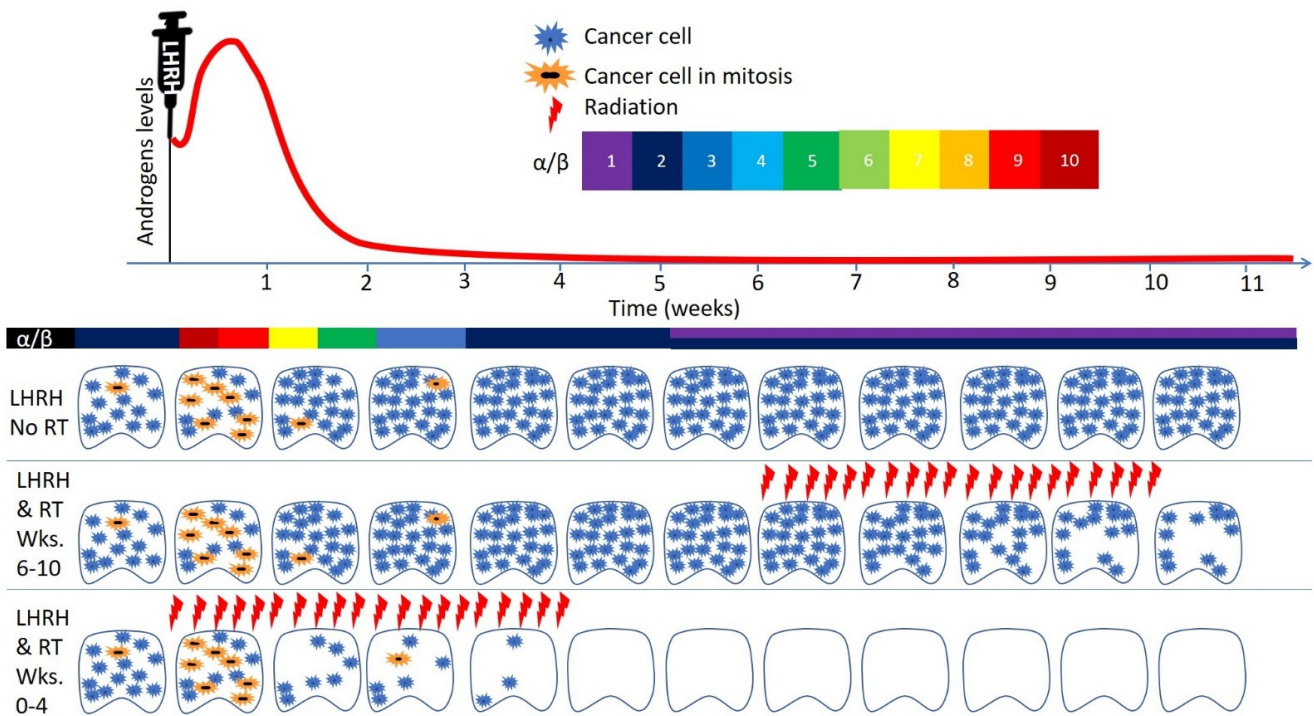 LHRH
Androgens levels
Cancer cell
Cancer cell in mitosis
Radiation
α/β 1 2 3 4 5 6 7 8 9 10
1 2 3 4 5 6 7 8 9 10 11
Time (weeks)
α/β
LHRH
No RT
LHRH
& RT
Wks.
6-10
LHRH
& RT
Wks.
0-4